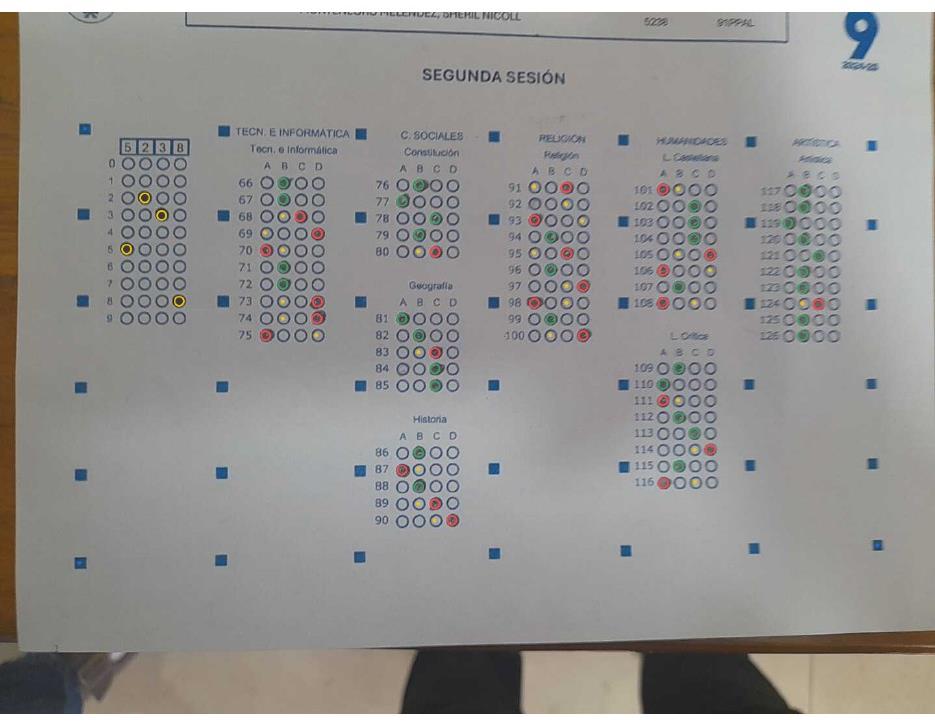 MONTENEGRO MELENDEZ, SHERIL NICOLL
5238
91PPAL
9
2024-25
SEGUNDA SESIÓN
5 2 3 8
0
1
2
3
4
5
6
7
8
9
TECN. E INFORMATICA
Tecn. e Informática
A B C D
66
67
68
69
70
71
72
73
74
75
C. SOCIALES
Constitución
A B C D
76
77
78
79
80
Geografía
A B C D
81
82
83
84
85
Historia
A B C D
86
87
88
89
90
RELIGIÓN
Religión
A B C D
91
92
93
94
95
96
97
98
99
100
HUMANIDADES
L. Castellana
A B C D
101
102
103
104
105
106
107
108
L. Crítica
A B C D
109
110
111
112
113
114
115
116
ARTÍSTICA
Artística
A B C D
117
118
119
120
121
122
123
124
125
126